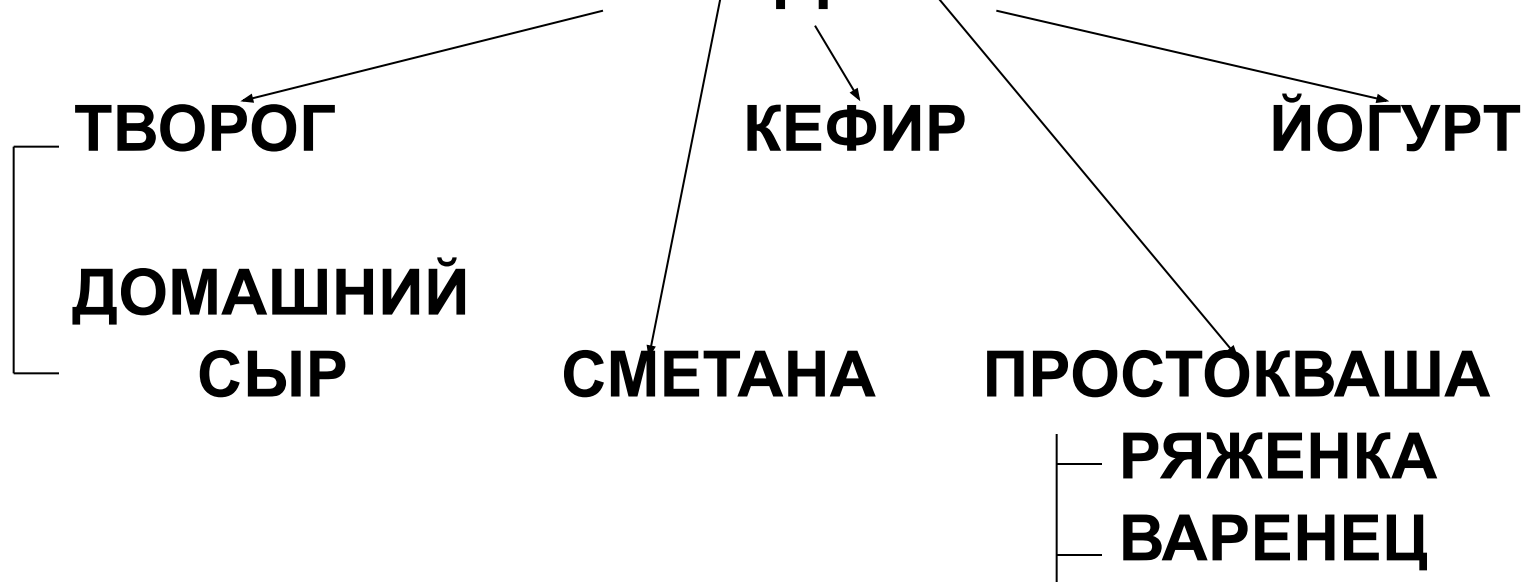 ТВОРОГ КЕФИР ЙОГУРТ
ДОМАШНИЙ
СЫР СМЕТАНА ПРОСТОКВАША
РЯЖЕНКА
ВАРЕНЕЦ